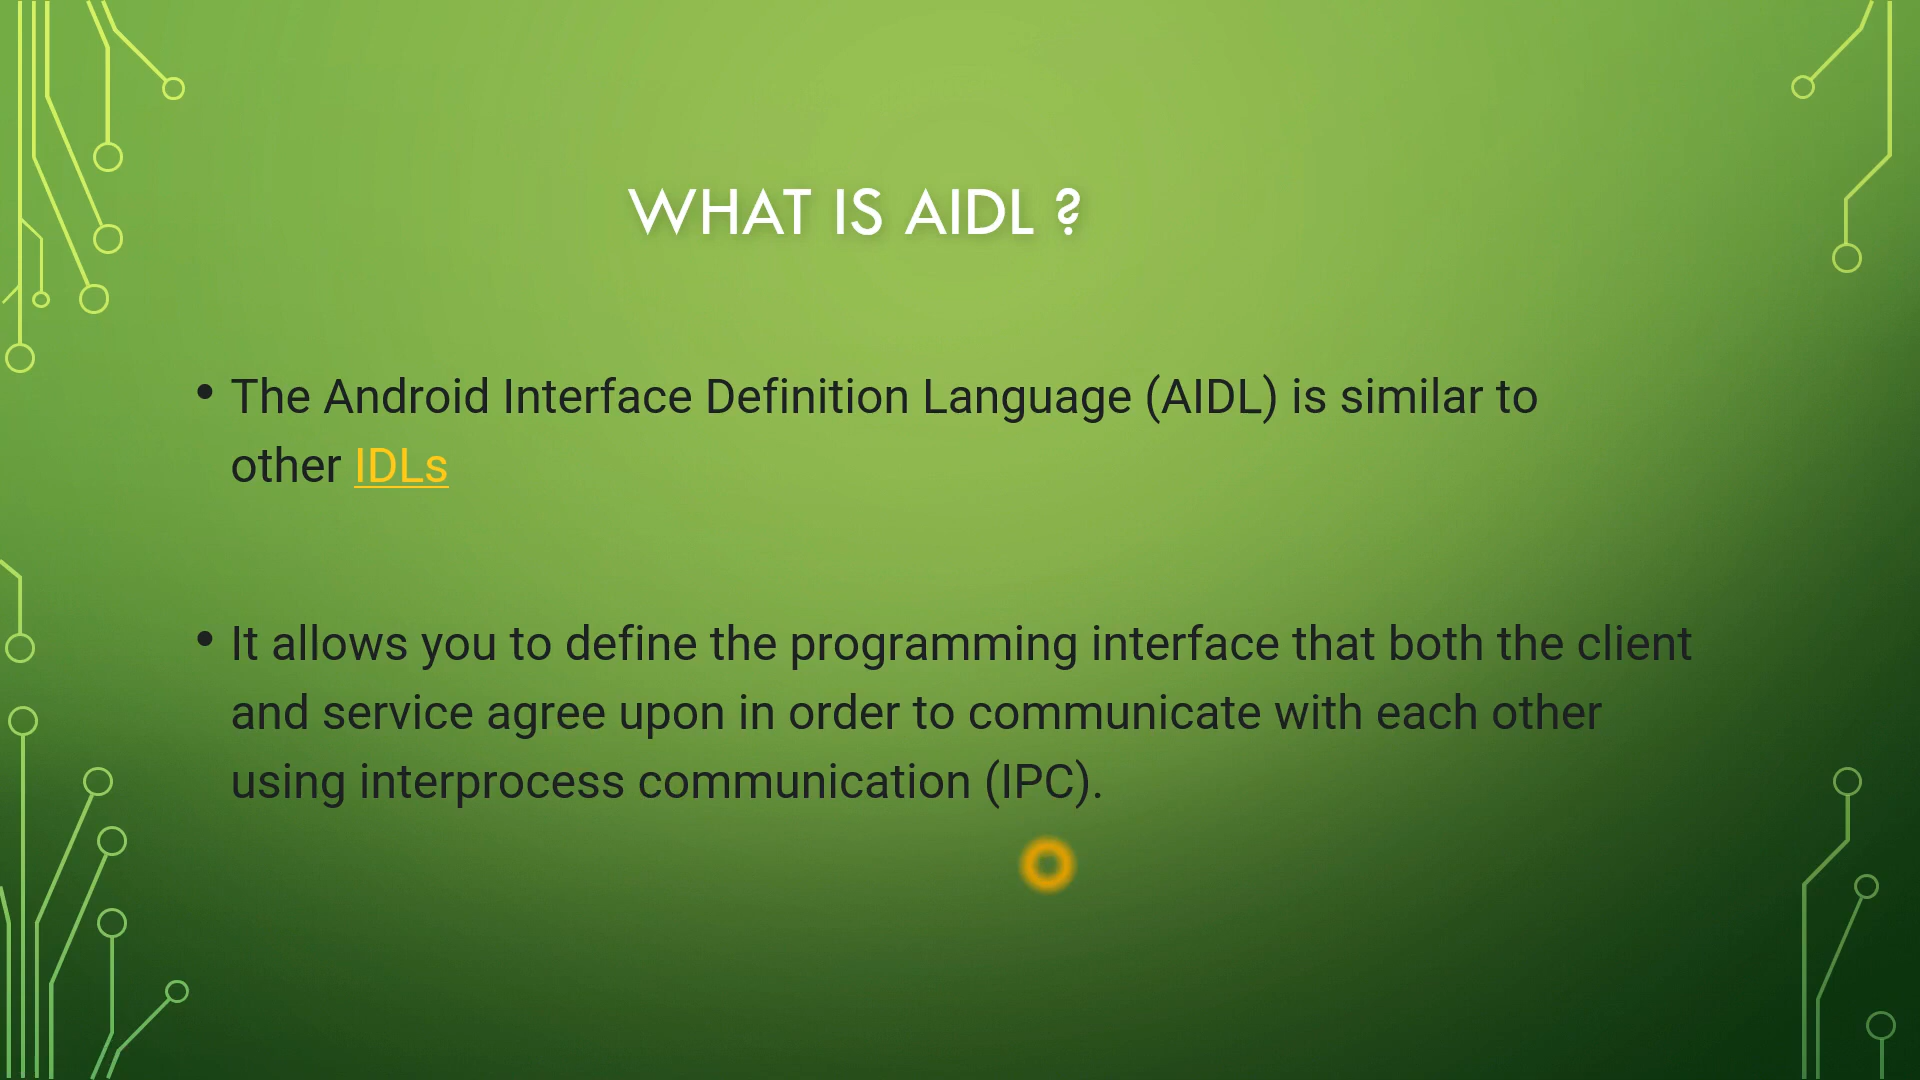 WHAT IS AIDL ?
• The Android Interface Definition Language (AIDL) is similar to
other IDLs
• It allows you to define the programming interface that both the client
and service agree upon in order to communicate with each other
using interprocess communication (IPC).